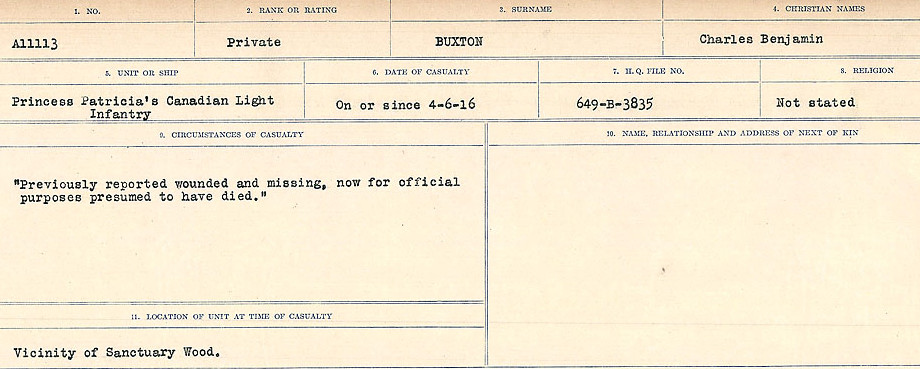 1. NO.
2. RANK OR RATING
3. SURNAME
4. CHRISTIAN NAMES
A11113
Private
BUXTON
Charles Benjamin
5. UNIT OR SHIP
6. DATE OF CASUALTY
7. H.Q. FILE NO.
8. RELIGION
Princess Patricia's Canadian Light
Infantry
On or since 4-6-16
649-B-3835
Not stated
9. CIRCUMSTANCES OF CASUALTY
10. NAME, RELATIONSHIP AND ADDRESS OF NEXT OF KIN
"Previously reported wounded and missing, now for official
purposes presumed to have died."
11. LOCATION OF UNIT AT TIME OF CASUALTY
Vicinity of Sanctuary Wood.